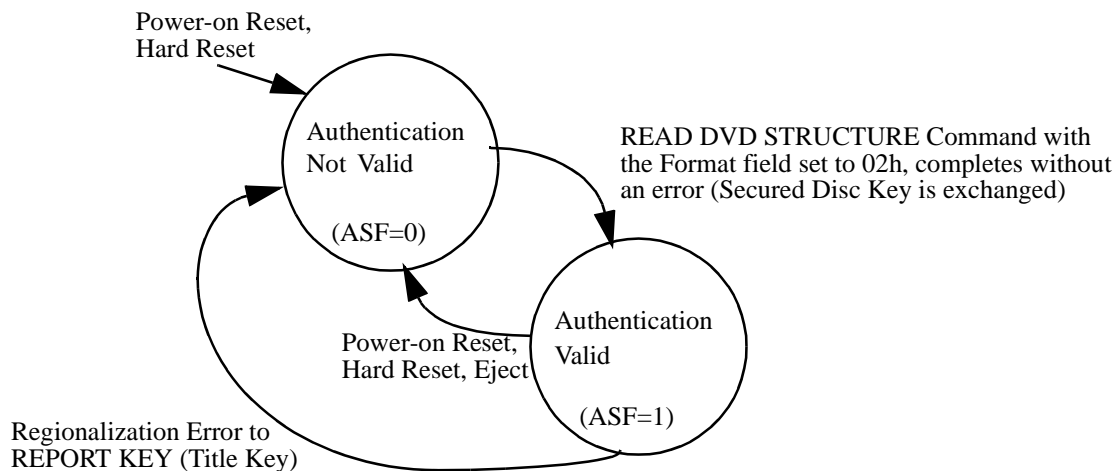 Power-on Reset,
Hard Reset
Authentication
Not Valid
(ASF=0)
READ DVD STRUCTURE Command with
the Format field set to 02h, completes without
an error (Secured Disc Key is exchanged)
Authentication
Valid
(ASF=1)
Power-on Reset,
Hard Reset, Eject
Regionalization Error to
REPORT KEY (Title Key)